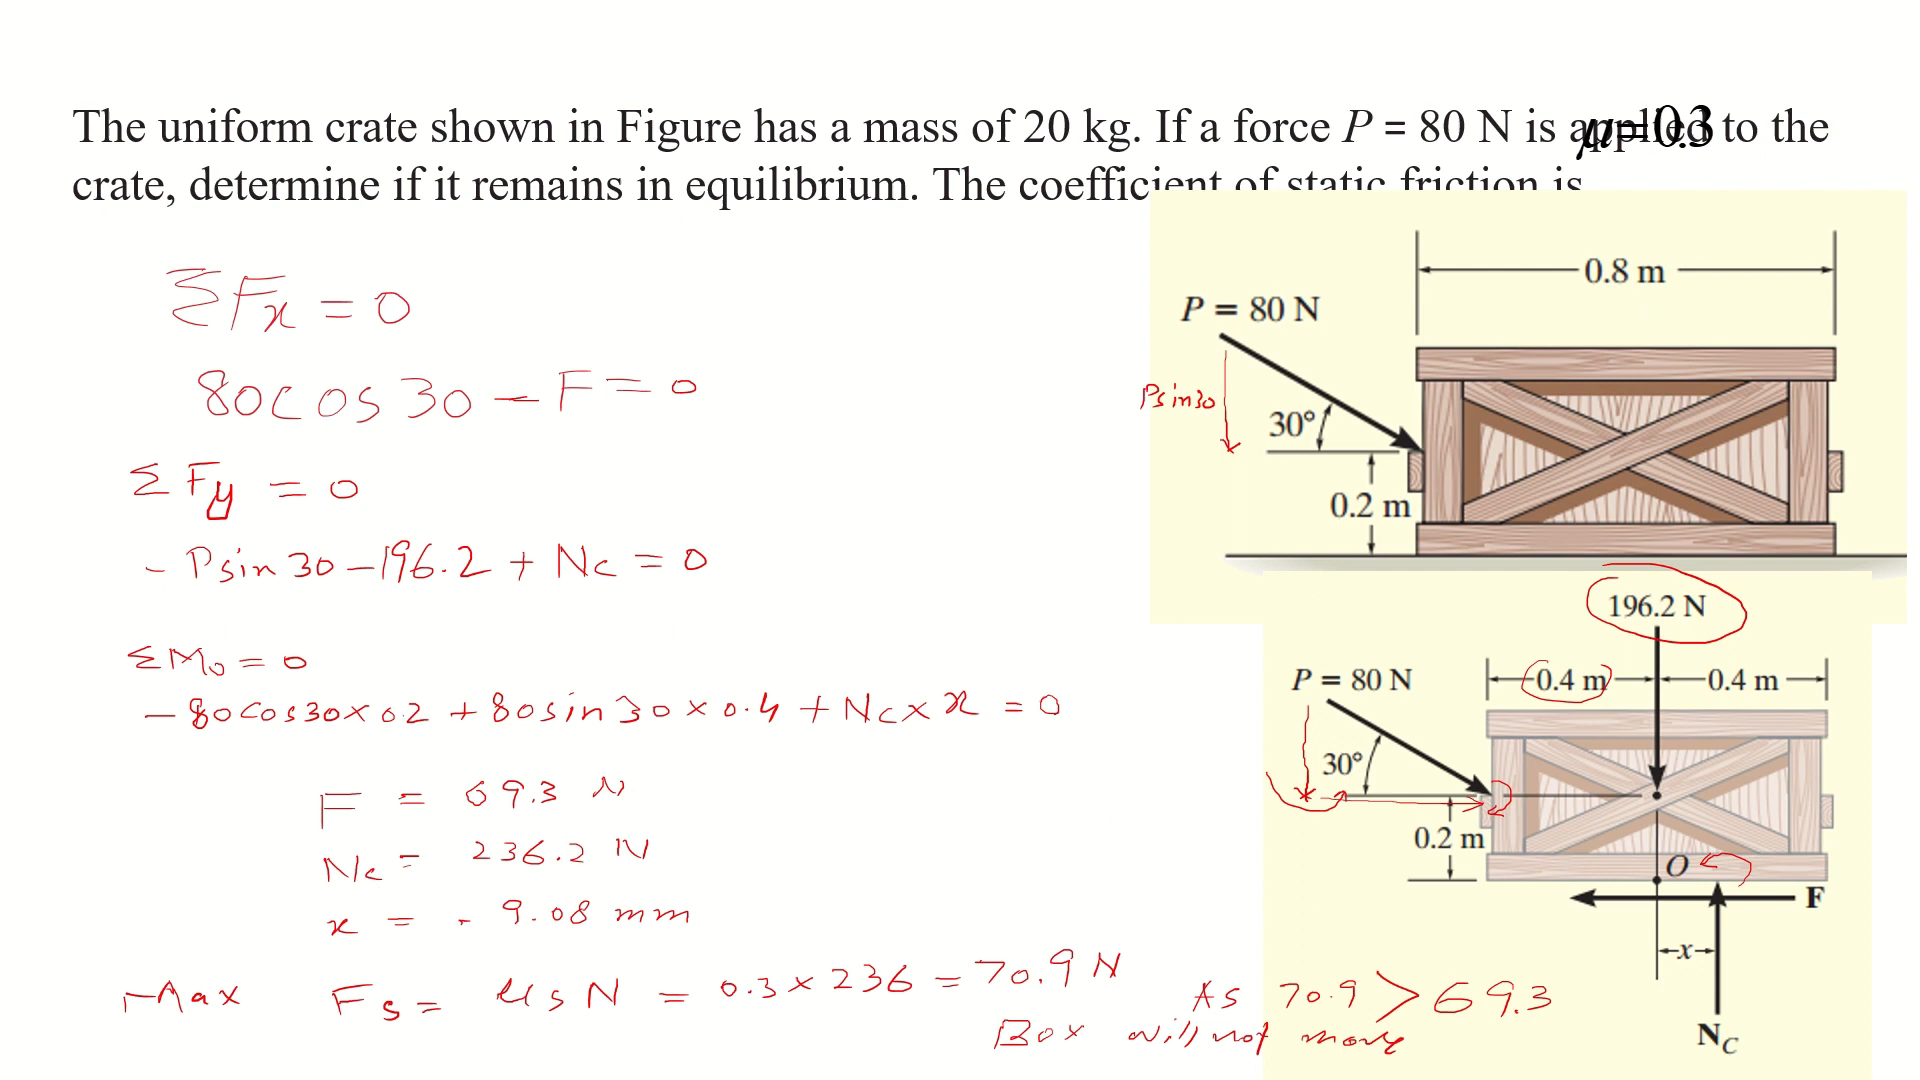 The uniform crate shown in Figure has a mass of 20 kg. If a force P = 80 N is applied to the
μ=0.3
crate, determine if it remains in equilibrium. The coefficient of static friction is
ΣFx = 0
80cos30 - F = 0
ΣFy = 0
- Psin30 - 196.2 + Nc = 0
ΣMo = 0
- 80cos30×0.2 + 80sin30×0.4 + Nc×x = 0
F = 69.3 N
Nc = 236.2 N
x = - 9.08 mm
Max Fs = μsN = 0.3×236 = 70.9 N
As 70.9 > 69.3
Box will not move
0.8 m
P = 80 N
Psin30
30°
0.2 m
196.2 N
P = 80 N
0.4 m
0.4 m
30°
0.2 m
O
F
x
NC